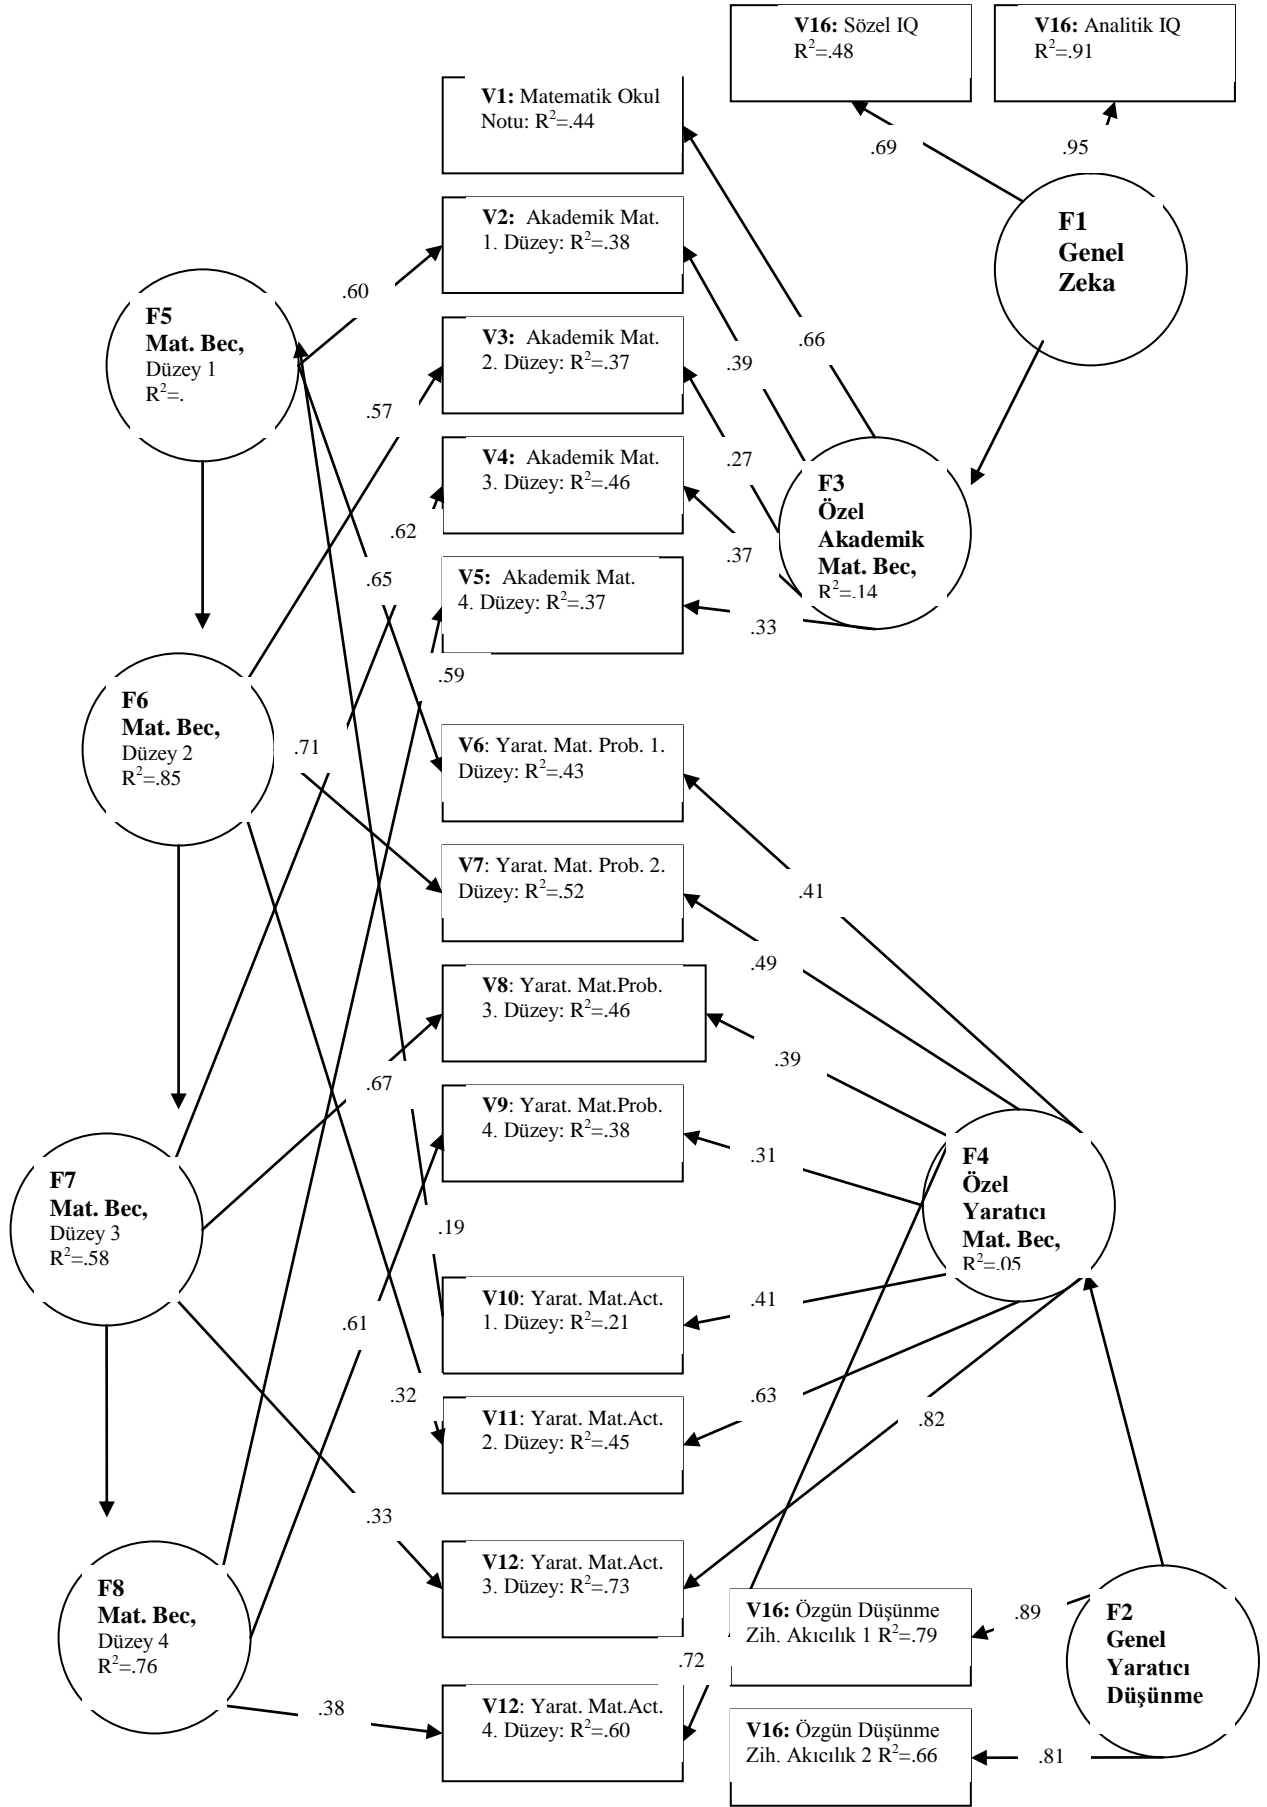 V16: Sözel IQ
R²=.48
V16: Analitik IQ
R²=.91
V1: Matematik Okul
Notu: R²=.44
.69
.95
V2: Akademik Mat.
1. Düzey: R²=.38
F1
Genel
Zeka
.60
F5
Mat. Bec,
Düzey 1
R²=.
V3: Akademik Mat.
2. Düzey: R²=.37
.66
.39
.57
V4: Akademik Mat.
3. Düzey: R²=.46
.27
F3
Özel
Akademik
Mat. Bec,
R²=.14
.62
.37
.65
V5: Akademik Mat.
4. Düzey: R²=.37
.33
.59
F6
Mat. Bec,
Düzey 2
R²=.85
.71
V6: Yarat. Mat. Prob. 1.
Düzey: R²=.43
V7: Yarat. Mat. Prob. 2.
Düzey: R²=.52
.41
.49
V8: Yarat. Mat.Prob.
3. Düzey: R²=.46
.39
.67
V9: Yarat. Mat.Prob.
4. Düzey: R²=.38
.31
F4
Özel
Yaratıcı
Mat. Bec,
R²=.05
F7
Mat. Bec,
Düzey 3
R²=.58
.19
V10: Yarat. Mat.Act.
1. Düzey: R²=.21
.41
.61
.32
V11: Yarat. Mat.Act.
2. Düzey: R²=.45
.63
.82
.33
V12: Yarat. Mat.Act.
3. Düzey: R²=.73
F8
Mat. Bec,
Düzey 4
R²=.76
V16: Özgün Düşünme
Zih. Akıcılık 1 R²=.79
.89
F2
Genel
Yaratıcı
Düşünme
.72
.38
V12: Yarat. Mat.Act.
4. Düzey: R²=.60
V16: Özgün Düşünme
Zih. Akıcılık 2 R²=.66
.81